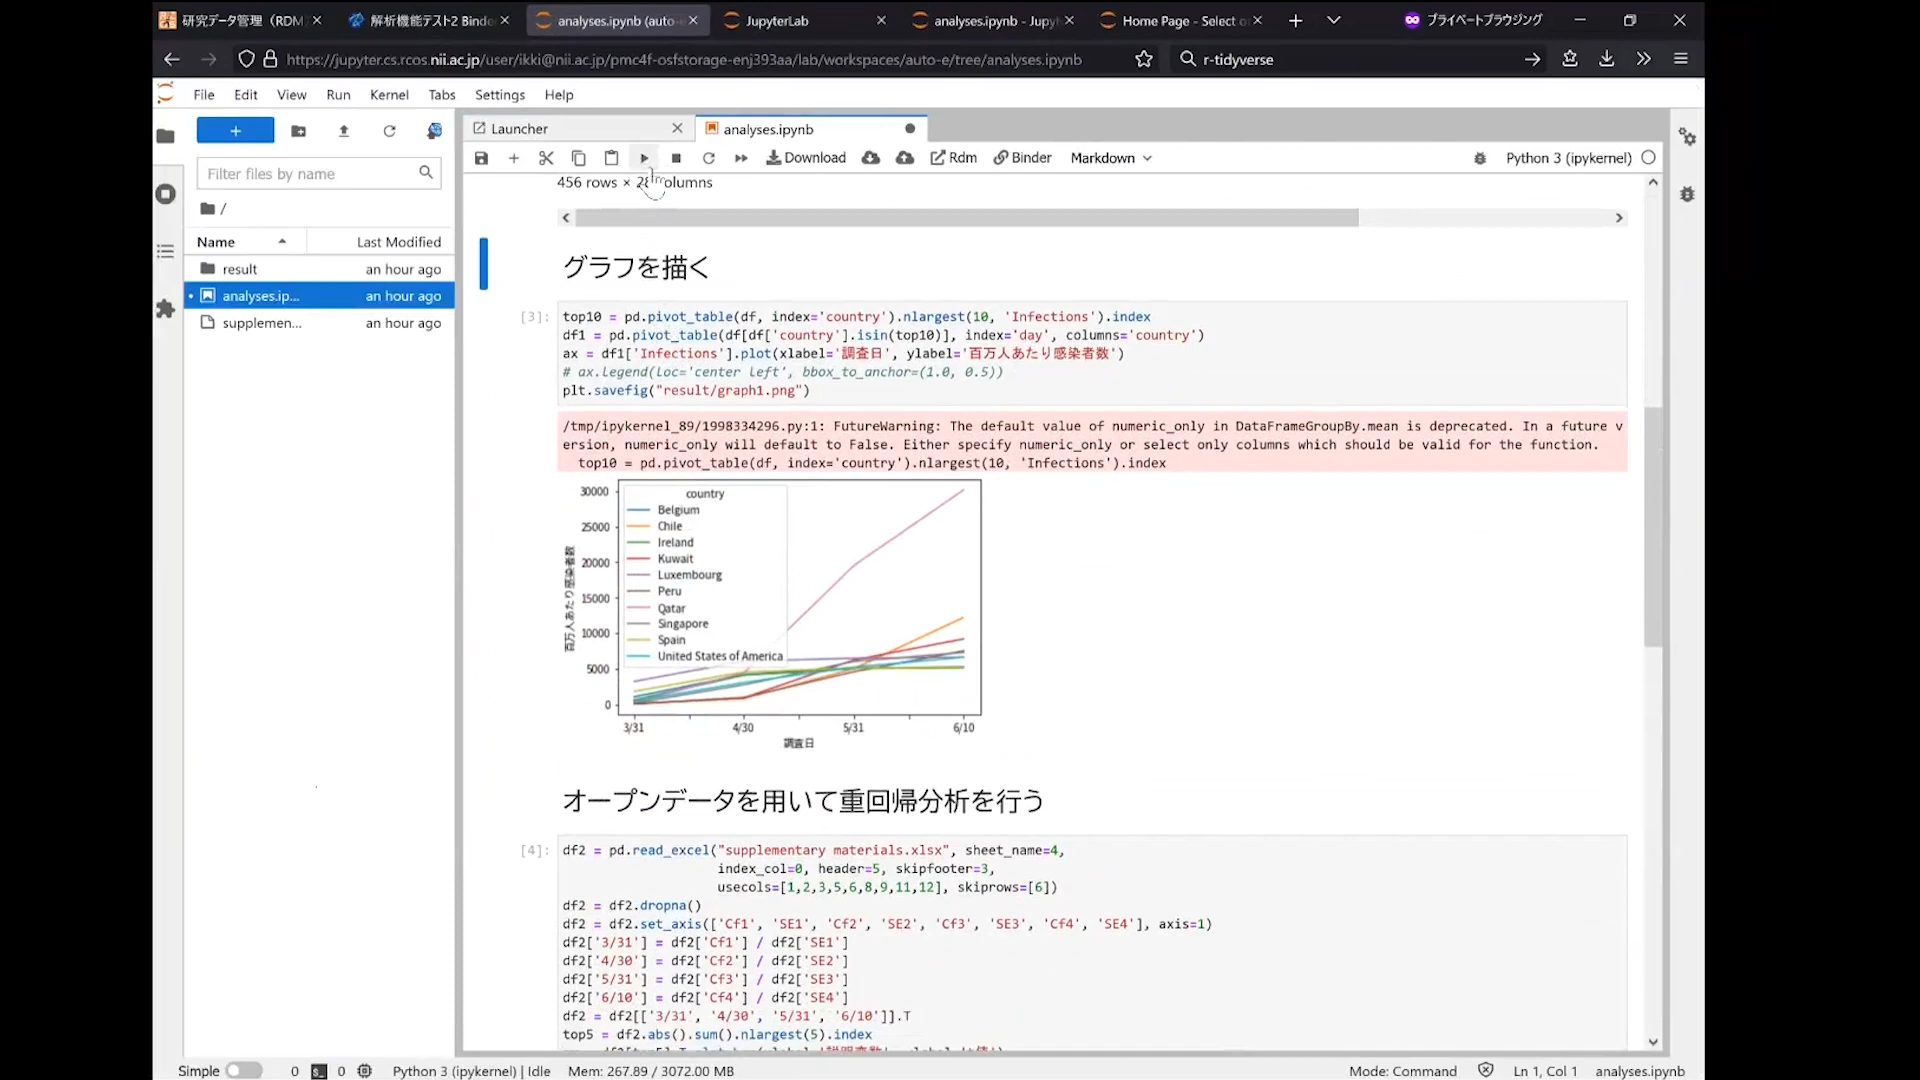 研究データ管理（RDM
解析機能テスト2 Binde
analyses.ipynb (auto-
JupyterLab
analyses.ipynb - Jupy
Home Page - Select o
プライベートブラウジング
https://jupyter.cs.rcos.nii.ac.jp/user/ikki@nii.ac.jp/pmc4f-osfstorage-enj393aa/lab/workspaces/auto-e/tree/analyses.ipynb
r-tidyverse
File Edit View Run Kernel Tabs Settings Help
Launcher
analyses.ipynb
Download
Rdm
Binder
Markdown
Python 3 (ipykernel)
Filter files by name
/
Name
Last Modified
result an hour ago
analyses.ip... an hour ago
supplemen... an hour ago
456 rows × 28 columns
グラフを描く
[3]:
top10 = pd.pivot_table(df, index='country').nlargest(10, 'Infections').index
df1 = pd.pivot_table(df[df['country'].isin(top10)], index='day', columns='country')
ax = df1['Infections'].plot(xlabel='調査日', ylabel='百万人あたり感染者数')
# ax.legend(loc='center left', bbox_to_anchor=(1.0, 0.5))
plt.savefig("result/graph1.png")
/tmp/ipykernel_89/1998334296.py:1: FutureWarning: The default value of numeric_only in DataFrameGroupBy.mean is deprecated. In a future v
ersion, numeric_only will default to False. Either specify numeric_only or select only columns which should be valid for the function.
top10 = pd.pivot_table(df, index='country').nlargest(10, 'Infections').index
30000
25000
20000
15000
10000
5000
0
百万人あたり感染者数
country
Belgium
Chile
Ireland
Kuwait
Luxembourg
Peru
Qatar
Singapore
Spain
United States of America
3/31 4/30 5/31 6/10
調査日
オープンデータを用いて重回帰分析を行う
[4]:
df2 = pd.read_excel("supplementary materials.xlsx", sheet_name=4,
index_col=0, header=5, skipfooter=3,
usecols=[1,2,3,5,6,8,9,11,12], skiprows=[6])
df2 = df2.dropna()
df2 = df2.set_axis(['Cf1', 'SE1', 'Cf2', 'SE2', 'Cf3', 'SE3', 'Cf4', 'SE4'], axis=1)
df2['3/31'] = df2['Cf1'] / df2['SE1']
df2['4/30'] = df2['Cf2'] / df2['SE2']
df2['5/31'] = df2['Cf3'] / df2['SE3']
df2['6/10'] = df2['Cf4'] / df2['SE4']
df2 = df2[['3/31', '4/30', '5/31', '6/10']].T
top5 = df2.abs().sum().nlargest(5).index
Simple 0 0 Python 3 (ipykernel) | Idle Mem: 267.89 / 3072.00 MB
Mode: Command Ln 1, Col 1 analyses.ipynb